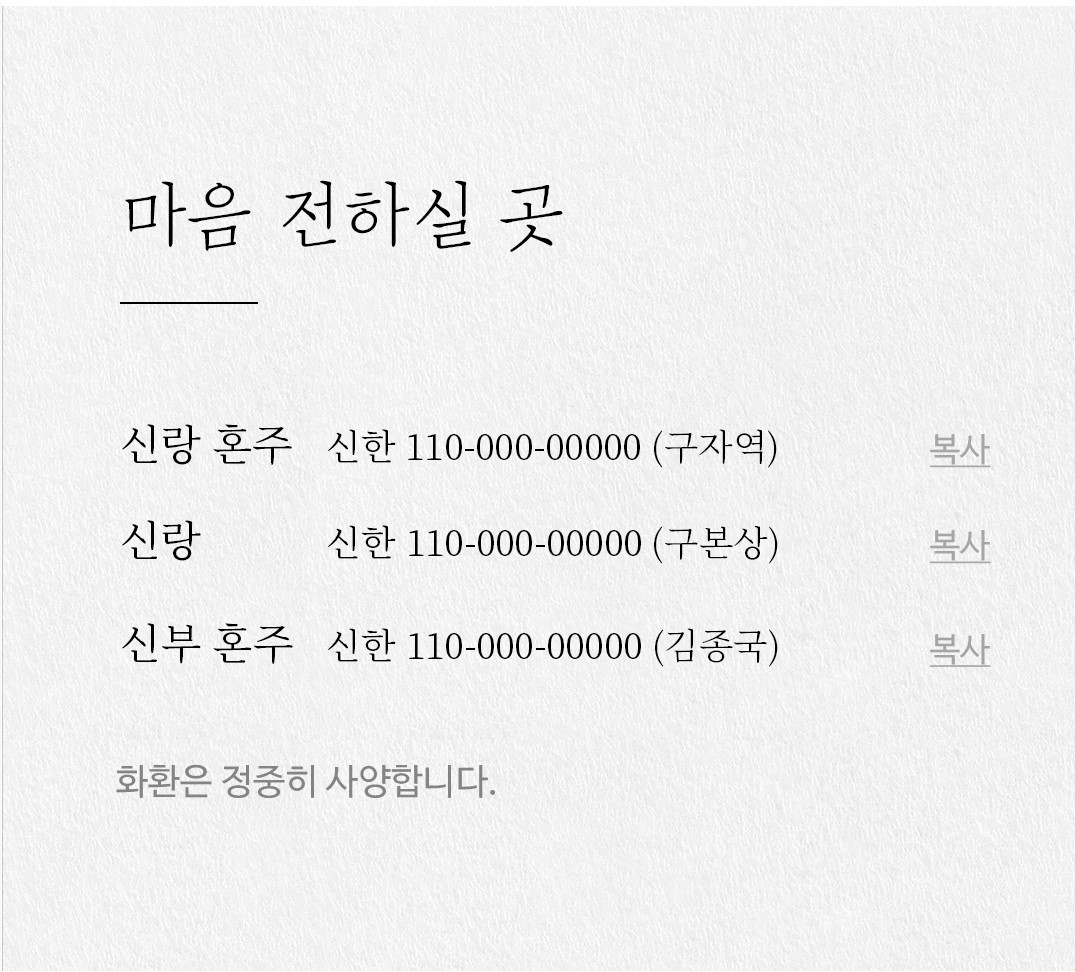 마음 전하실 곳
신랑 혼주 신한 110-000-00000 (구자역) 복사
신랑 신한 110-000-00000 (구본상) 복사
신부 혼주 신한 110-000-00000 (김종국) 복사
화환은 정중히 사양합니다.